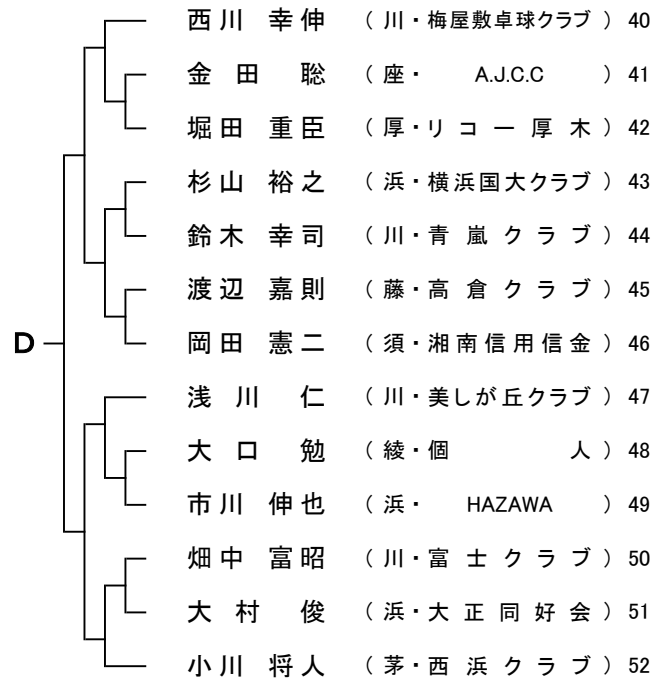 西川 幸伸 (川・梅屋敷卓球クラブ) 40
金田 聡 (座・ A.J.C.C ) 41
堀田 重臣 (厚・リコー厚木) 42
杉山 裕之 (浜・横浜国大クラブ) 43
鈴木 幸司 (川・青嵐クラブ) 44
渡辺 嘉則 (藤・高倉クラブ) 45
D
岡田 憲二 (須・湘南信用信金) 46
浅川 仁 (川・美しが丘クラブ) 47
大口 勉 (綾・個 人) 48
市川 伸也 (浜・ HAZAWA ) 49
畑中 富昭 (川・富士クラブ) 50
大村 俊 (浜・大正同好会) 51
小川 将人 (茅・西浜クラブ) 52